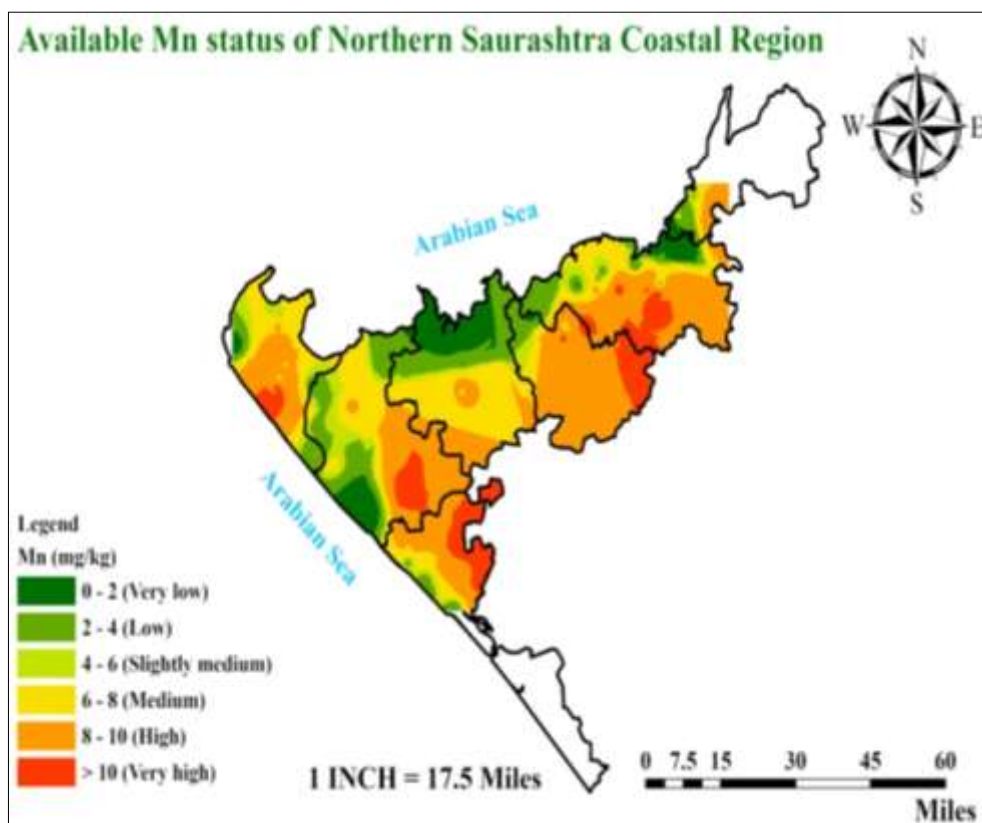 Available Mn status of Northern Saurashtra Coastal Region
N
W
E
S
Arabian Sea
Arabian Sea
Legend
Mn (mg/kg)
0 - 2 (Very low)
2 - 4 (Low)
4 - 6 (Slightly medium)
6 - 8 (Medium)
8 - 10 (High)
> 10 (Very high)
1 INCH = 17.5 Miles
0 7.5 15 30 45 60
Miles